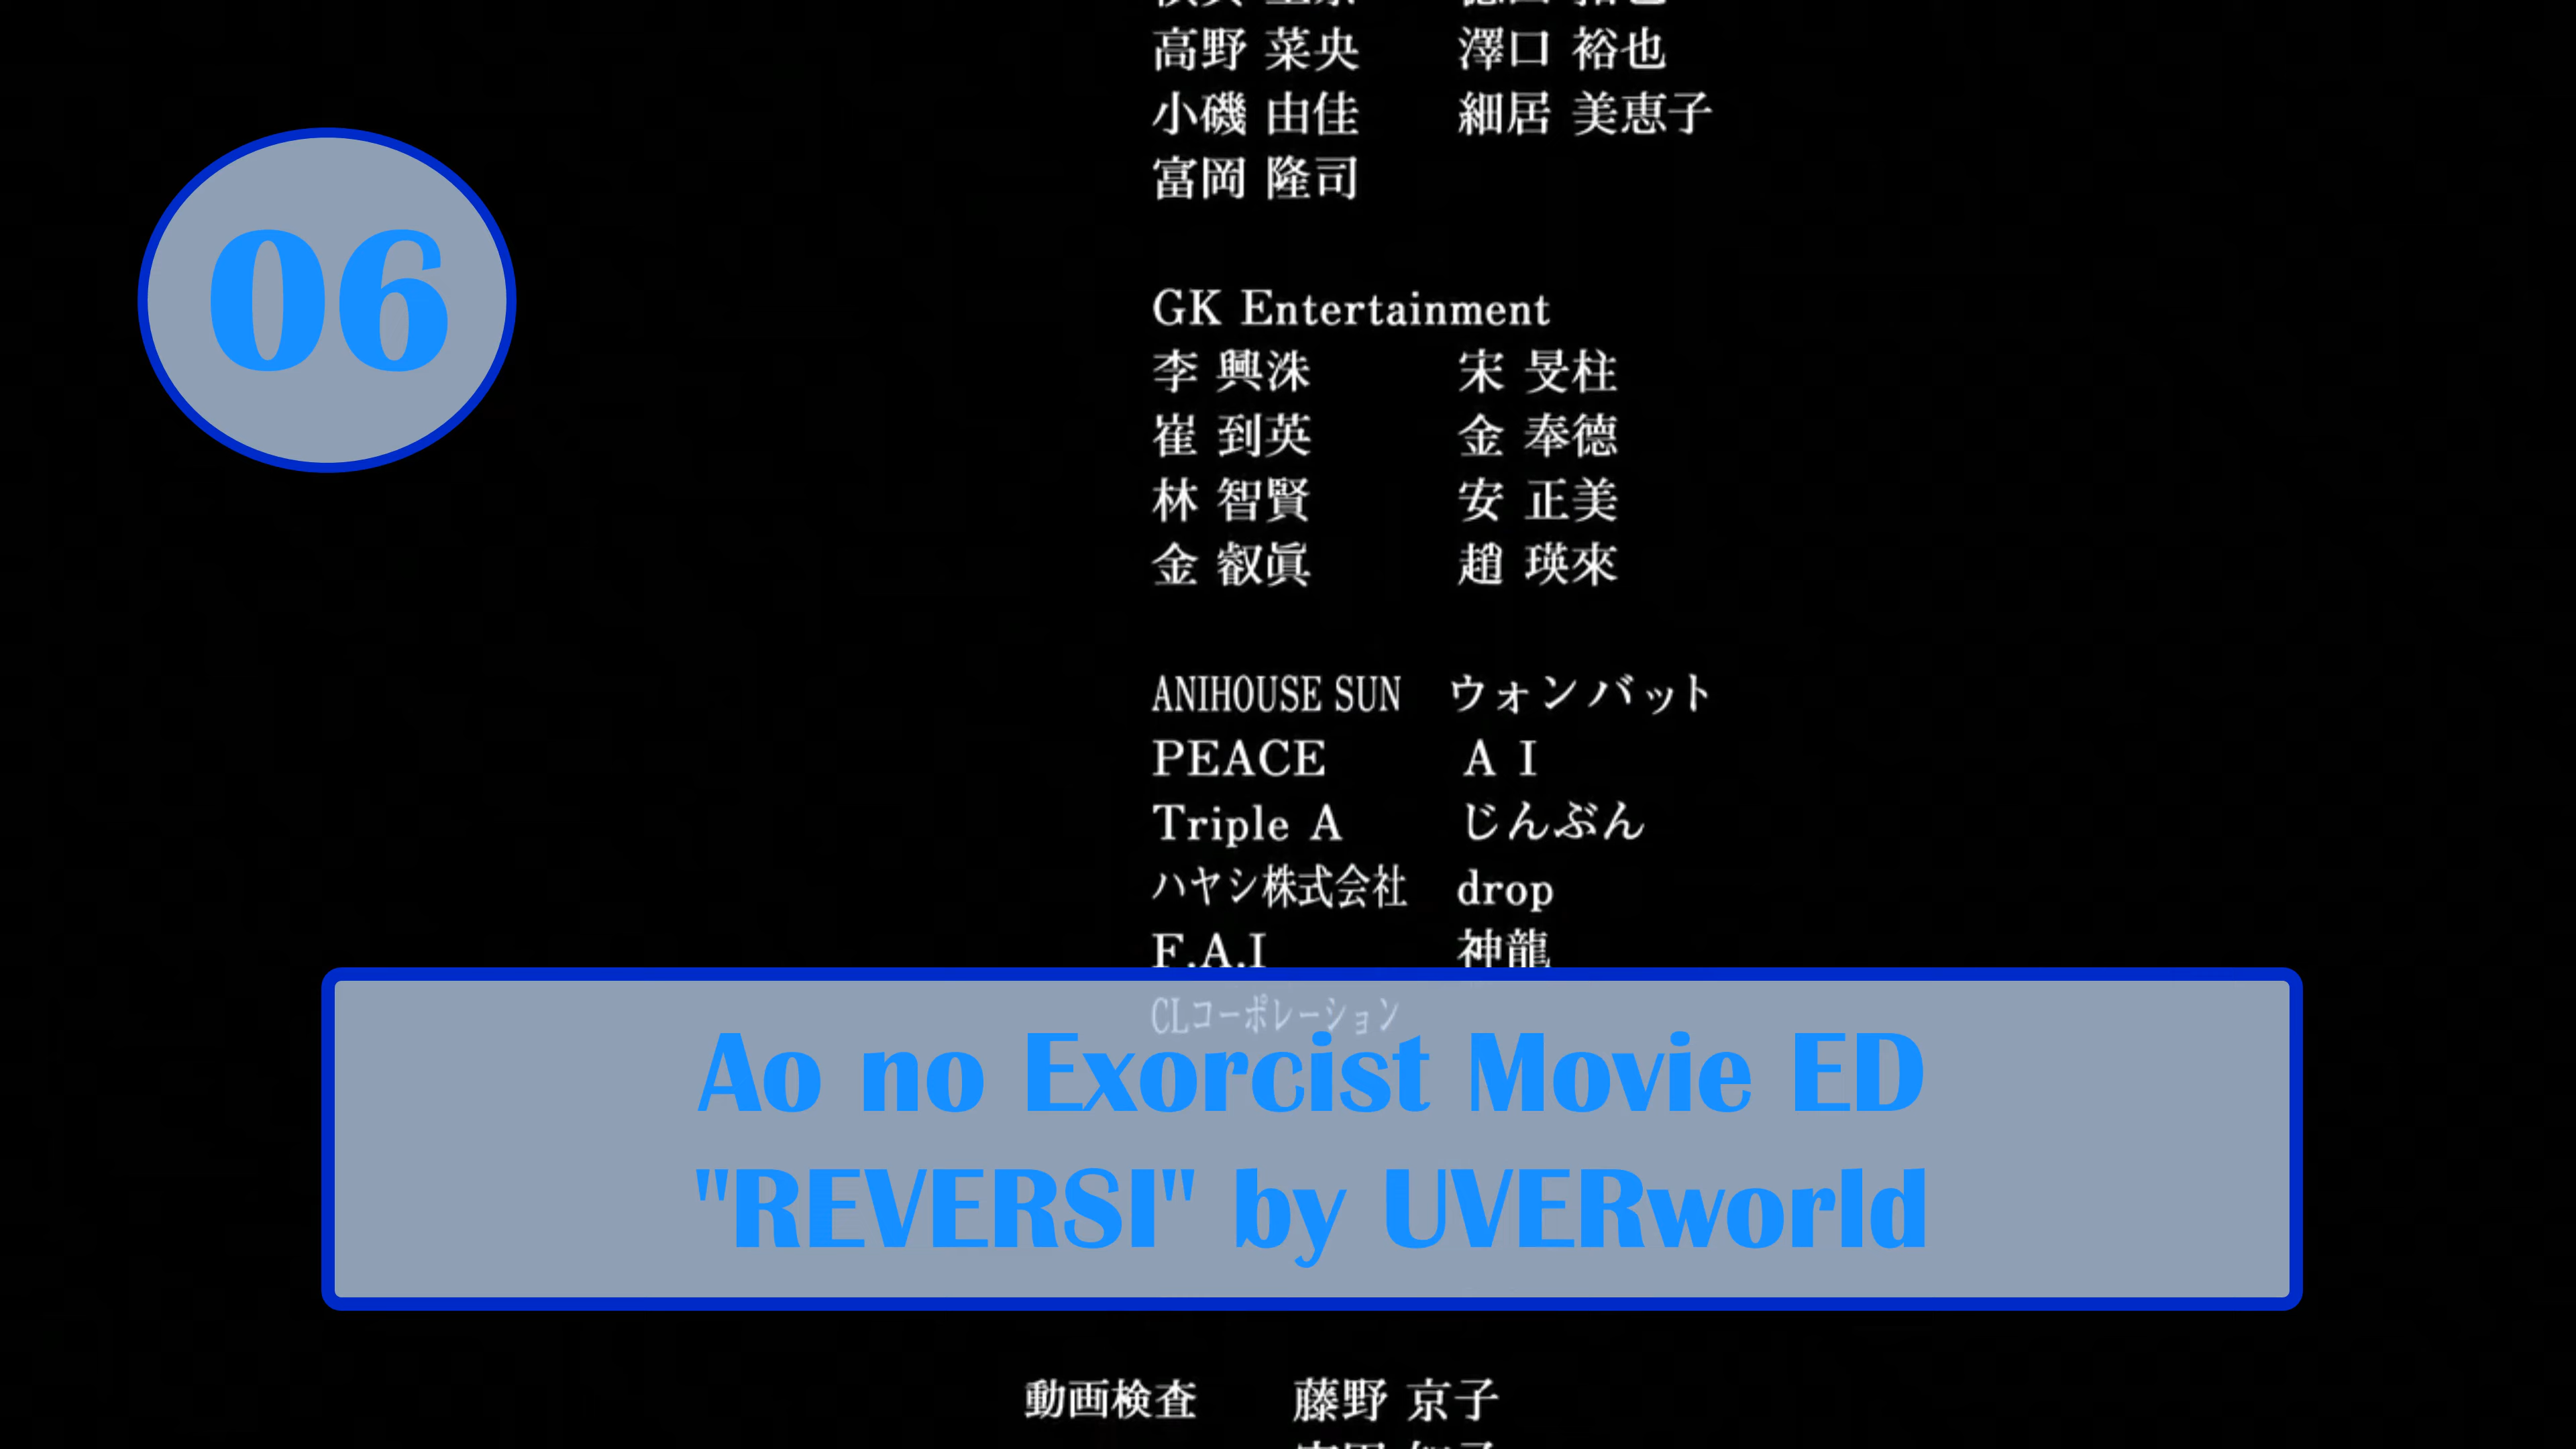 高野 菜央 澤口 裕也
小磯 由佳 細居 美恵子
富岡 隆司
06
GK Entertainment
李 興洙 宋 旻柱
崔 到英 金 奉德
林 智賢 安 正美
金 叡眞 趙 瑛來
ANIHOUSE SUN ウォンバット
PEACE A I
Triple A じんぶん
ハヤシ株式会社 drop
F.A.I 神龍
CLコーポレーション
Ao no Exorcist Movie ED
"REVERSI" by UVERworld
動画検査 藤野 京子